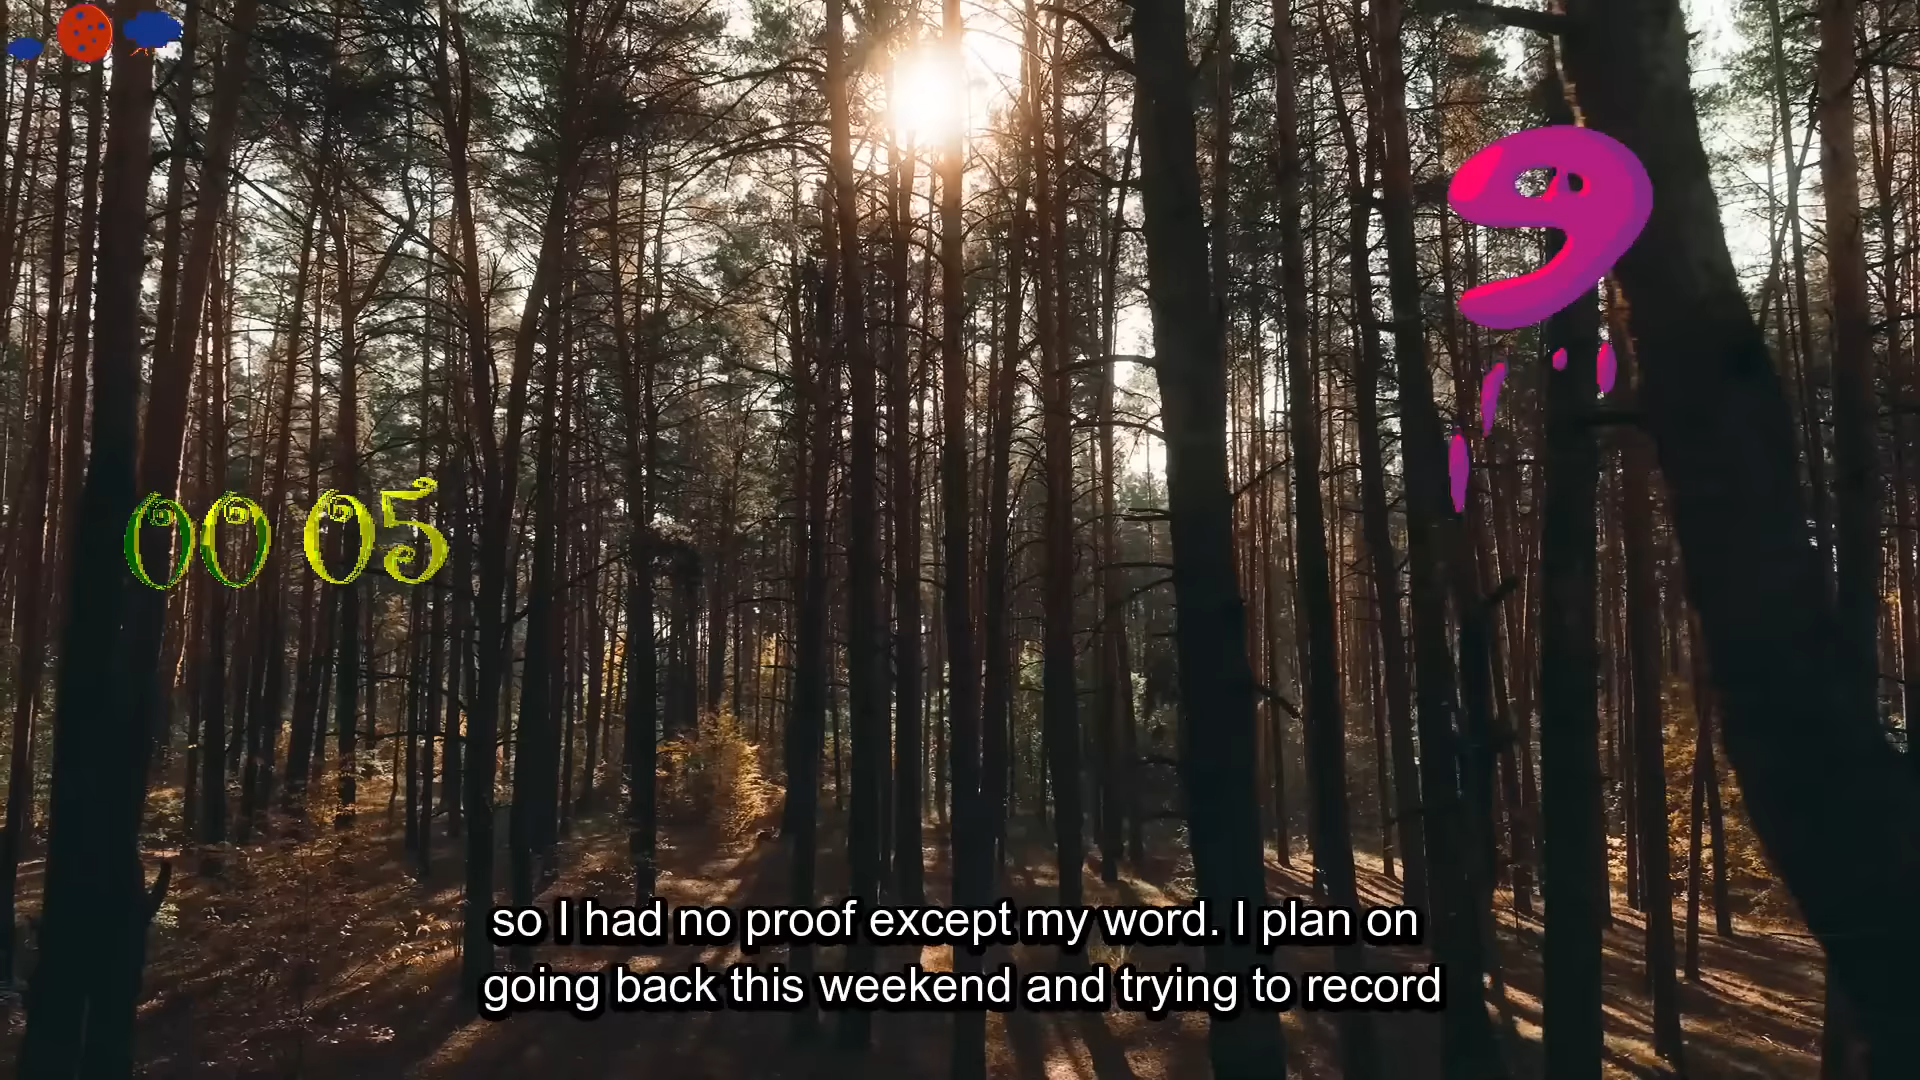 9
00 05
so I had no proof except my word. I plan on
going back this weekend and trying to record